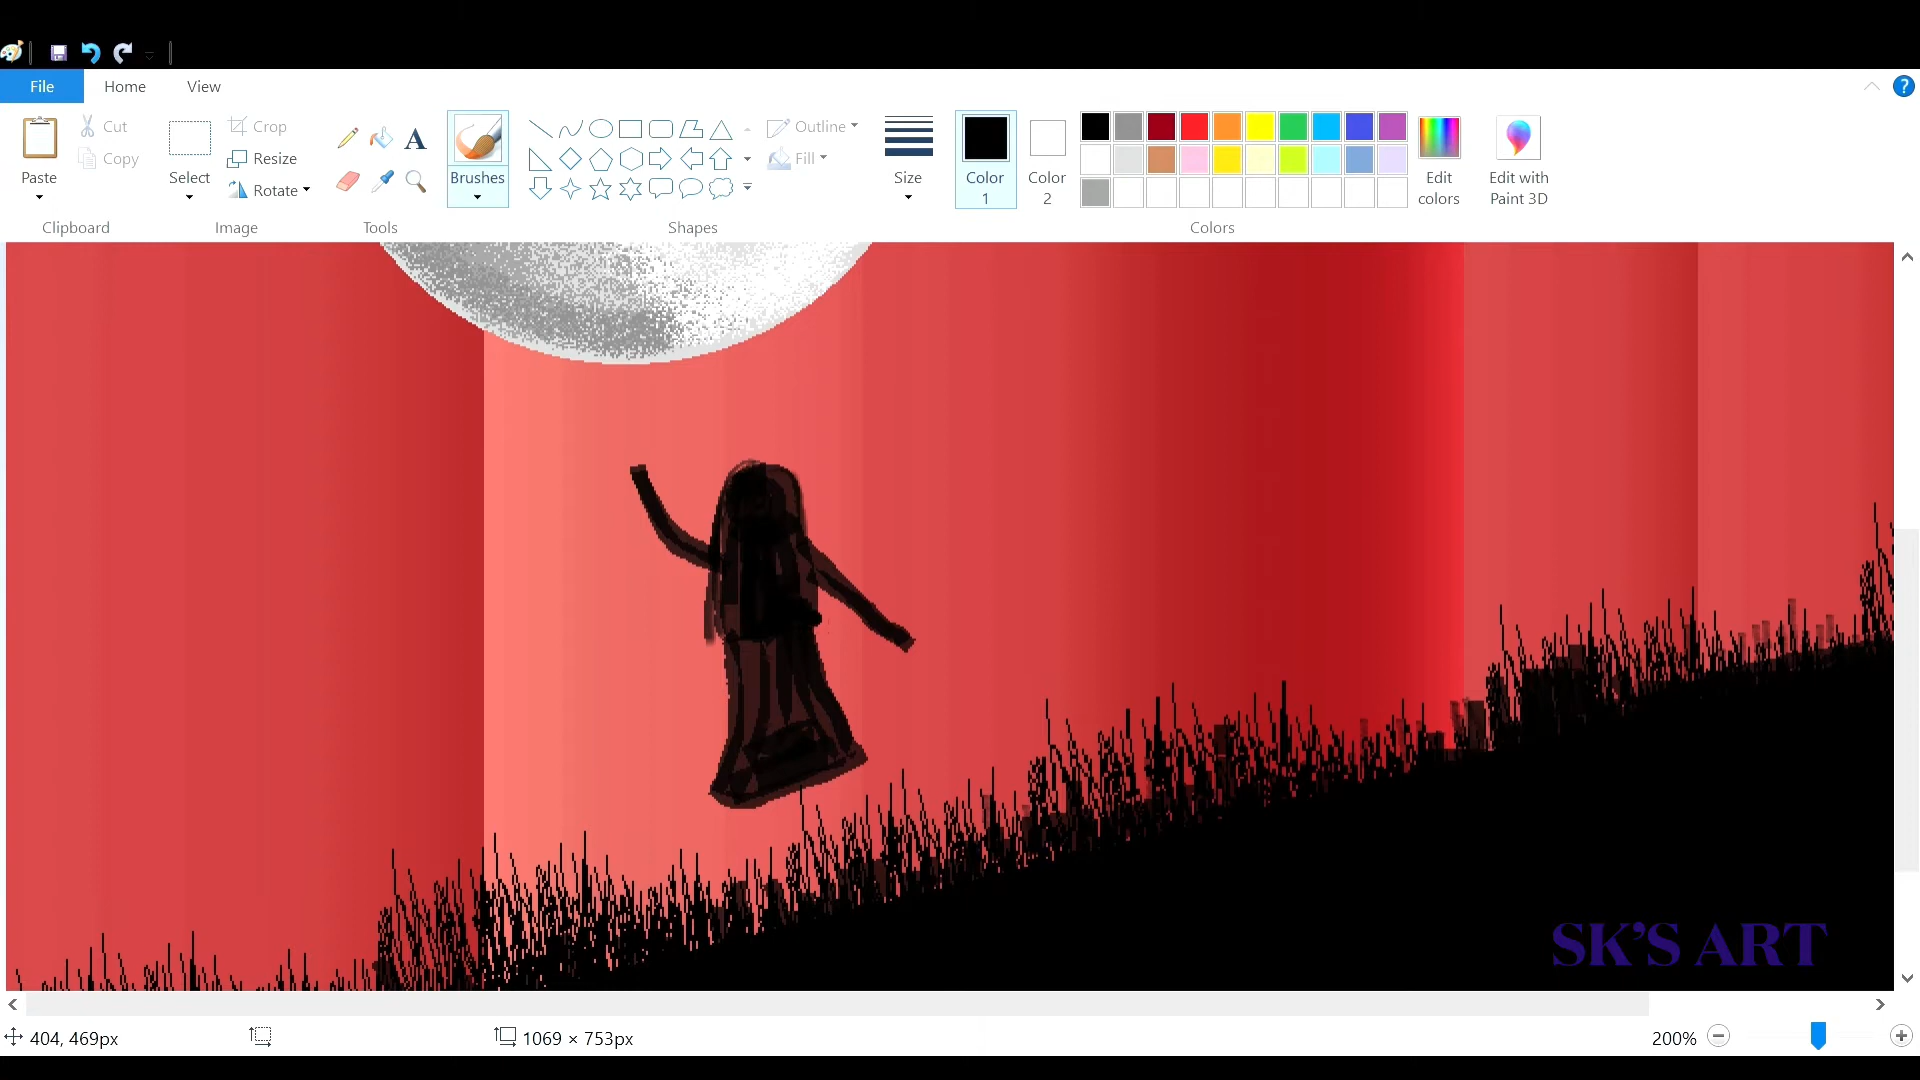 File Home View ?
Paste
Cut
Copy
Clipboard
Select
Crop
Resize
Rotate
Image
A
Tools
Brushes
Shapes
Outline
Fill
Size
Color
1
Color
2
Colors
Edit
colors
Edit with
Paint 3D
SK'S ART
404, 469px 1069 × 753px 200%